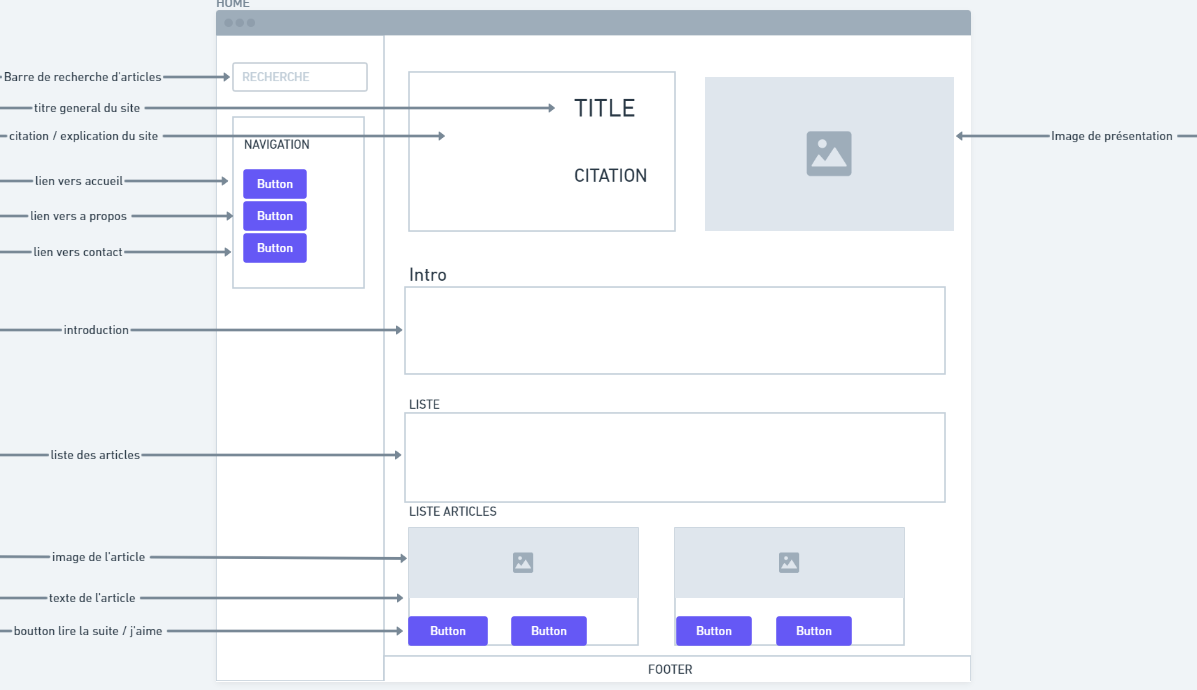 HOME
Barre de recherche d'articles
RECHERCHE
titre general du site
TITLE
citation / explication du site
Image de présentation
NAVIGATION
CITATION
lien vers accueil
Button
lien vers a propos
Button
lien vers contact
Button
Intro
introduction
LISTE
liste des articles
LISTE ARTICLES
image de l'article
texte de l'article
boutton lire la suite / j'aime
Button
Button
Button
Button
FOOTER